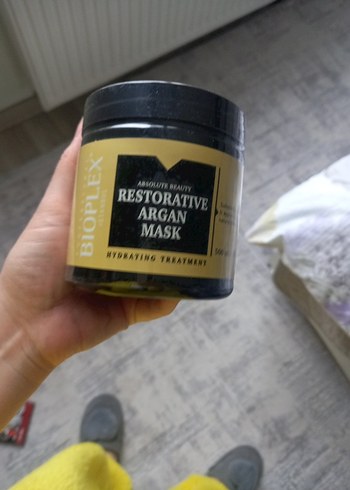 BIOPLEX
ABSOLUTE BEAUTY
RESTORATIVE
ARGAN
MASK
HYDRATING TREATMENT